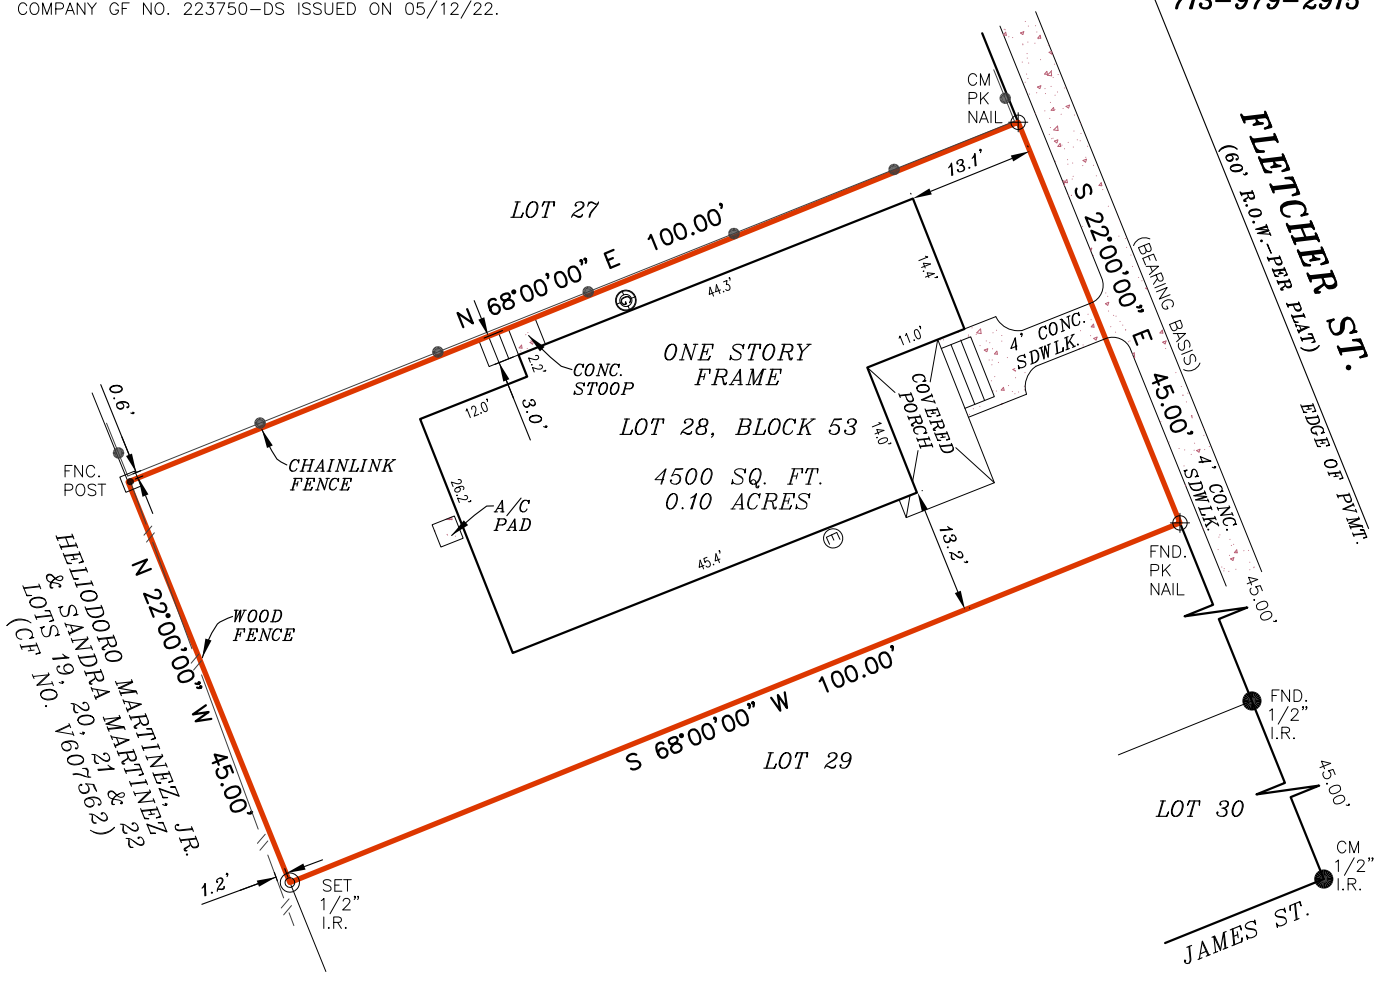 COMPANY GF NO. 223750-DS ISSUED ON 05/12/22.
713-979-2915
CM
PK
NAIL
FLETCHER ST.
(60' R.O.W.-PER PLAT)
13.1'
LOT 27
N 68°00'00" E 100.00'
S 22°00'00" E 45.00'
(BEARING BASIS)
14.4'
44.3'
G
ONE STORY
FRAME
11.0'
4' CONC.
SDWLK.
CONC.
STOOP
2.2'
3.0'
12.0'
0.6'
COVERED
PORCH
14.0'
LOT 28, BLOCK 53
4500 SQ. FT.
0.10 ACRES
EDGE OF PVMT.
4' CONC.
SDWLK
FNC.
POST
CHAINLINK
FENCE
26.2'
A/C
PAD
E
45.4'
13.2'
FND.
PK
NAIL
45.00'
HELIODORO MARTINEZ, JR.
& SANDRA MARTINEZ
LOTS 19, 20, 21 & 22
(CF NO. V607562)
N 22°00'00" W 45.00'
WOOD
FENCE
S 68°00'00" W 100.00'
LOT 29
FND.
1/2"
I.R.
45.00'
LOT 30
CM
1/2"
I.R.
1.2'
SET
1/2"
I.R.
JAMES ST.